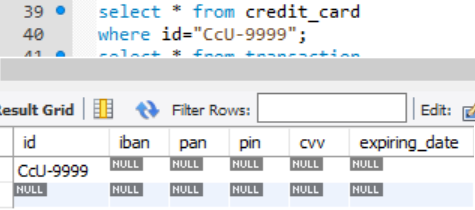 39 select * from credit_card
40 where id="CcU-9999";
41 select * from transaction
Result Grid Filter Rows: Edit:
id iban pan pin cvv expiring_date
CcU-9999 NULL NULL NULL NULL NULL
NULL NULL NULL NULL NULL NULL